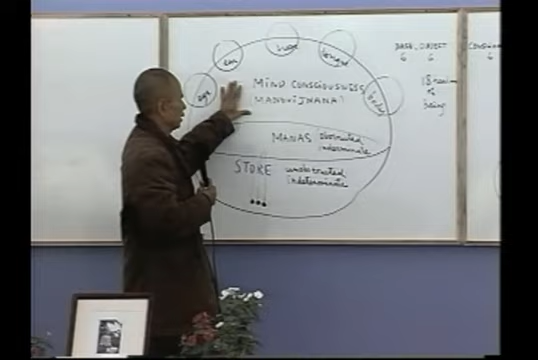 eye
ear
nose
tongue
body
MIND CONSCIOUSNESS
MANOVIJNANA
MANAS obstructed
indeterminate
STORE unobstructed
indeterminate
BASE, OBJECT
6 6 6
18 realms
of
being